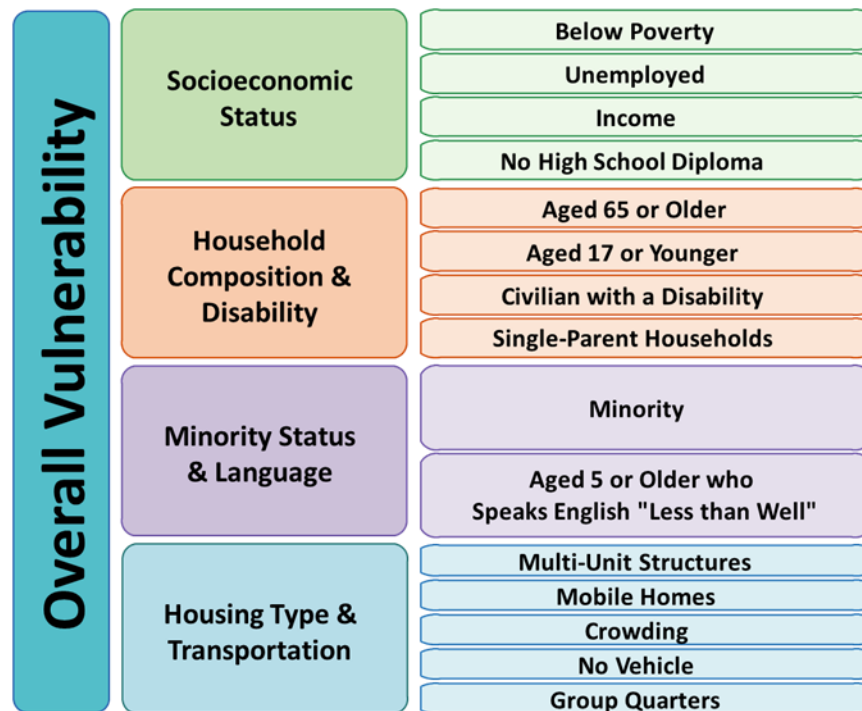 Overall Vulnerability
Socioeconomic
Status
Below Poverty
Unemployed
Income
No High School Diploma
Household
Composition &
Disability
Aged 65 or Older
Aged 17 or Younger
Civilian with a Disability
Single-Parent Households
Minority Status
& Language
Minority
Aged 5 or Older who
Speaks English "Less than Well"
Housing Type &
Transportation
Multi-Unit Structures
Mobile Homes
Crowding
No Vehicle
Group Quarters